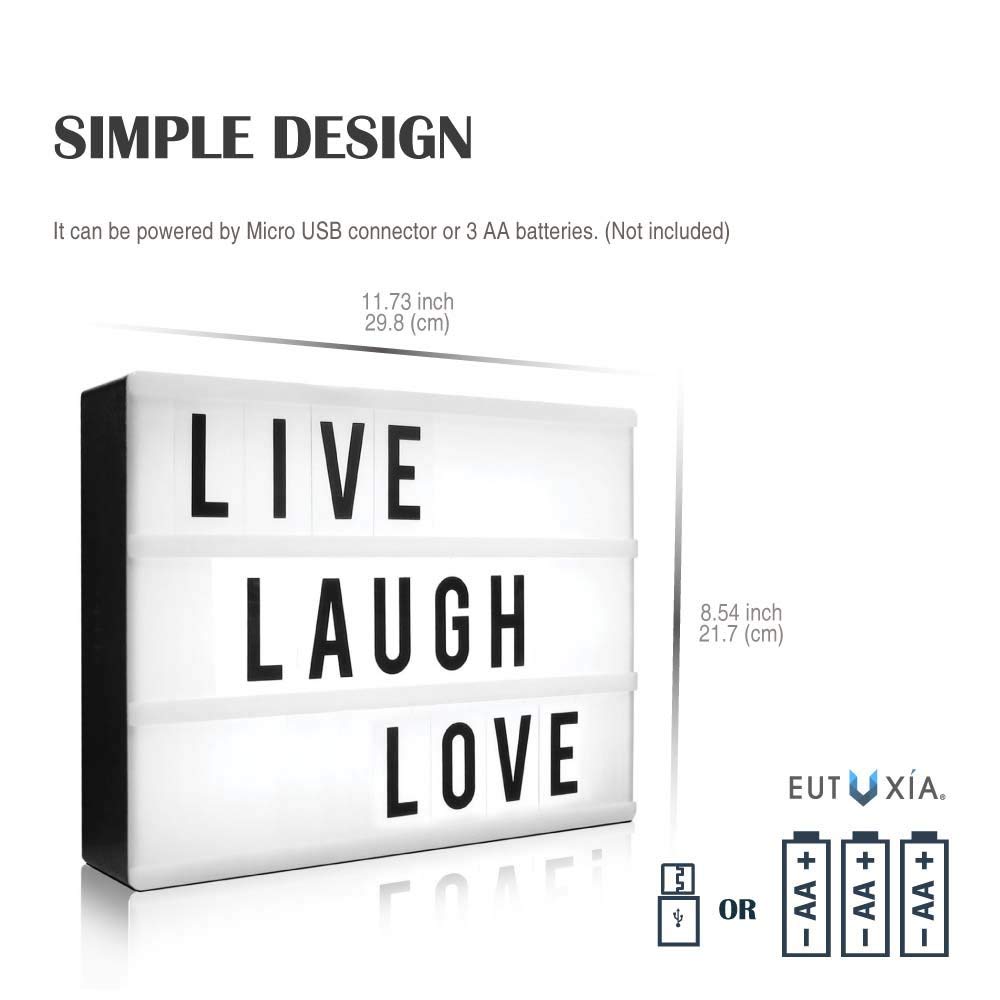 SIMPLE DESIGN
It can be powered by Micro USB connector or 3 AA batteries. (Not included)
11.73 inch
29.8 (cm)
LIVE
LAUGH
LOVE
8.54 inch
21.7 (cm)
EUTUXÍA®
OR
– AA +
– AA +
– AA +